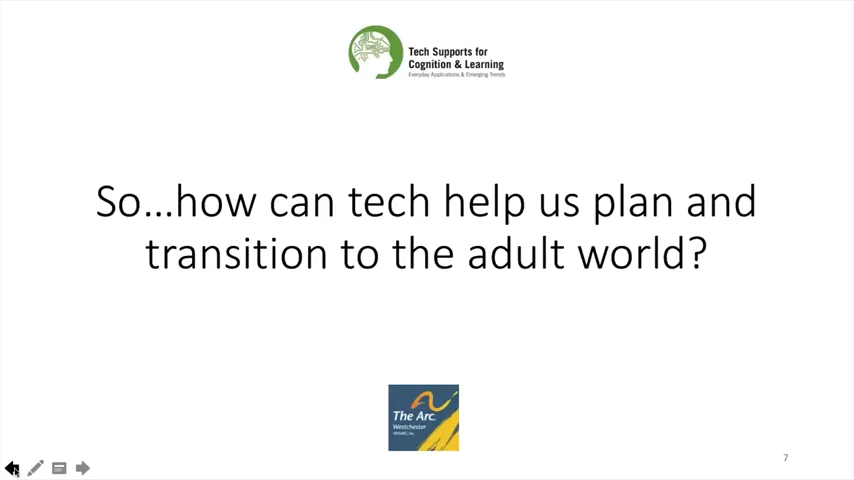 Tech Supports for
Cognition & Learning
Everyday Applications & Emerging Trends
So...how can tech help us plan and
transition to the adult world?
The Arc
Westchester
7